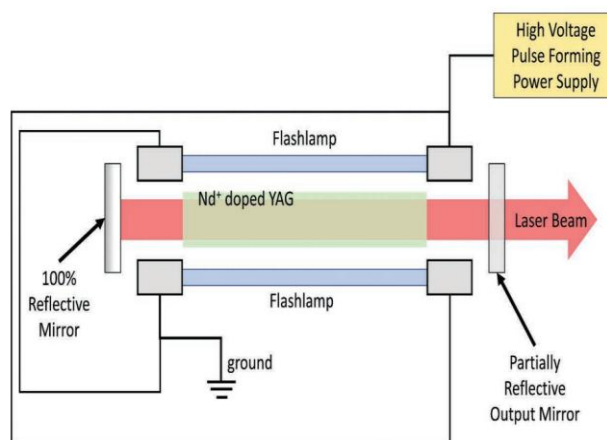 High Voltage
Pulse Forming
Power Supply
Flashlamp
Nd⁺ doped YAG
Laser Beam
100%
Reflective
Mirror
Flashlamp
ground
Partially
Reflective
Output Mirror